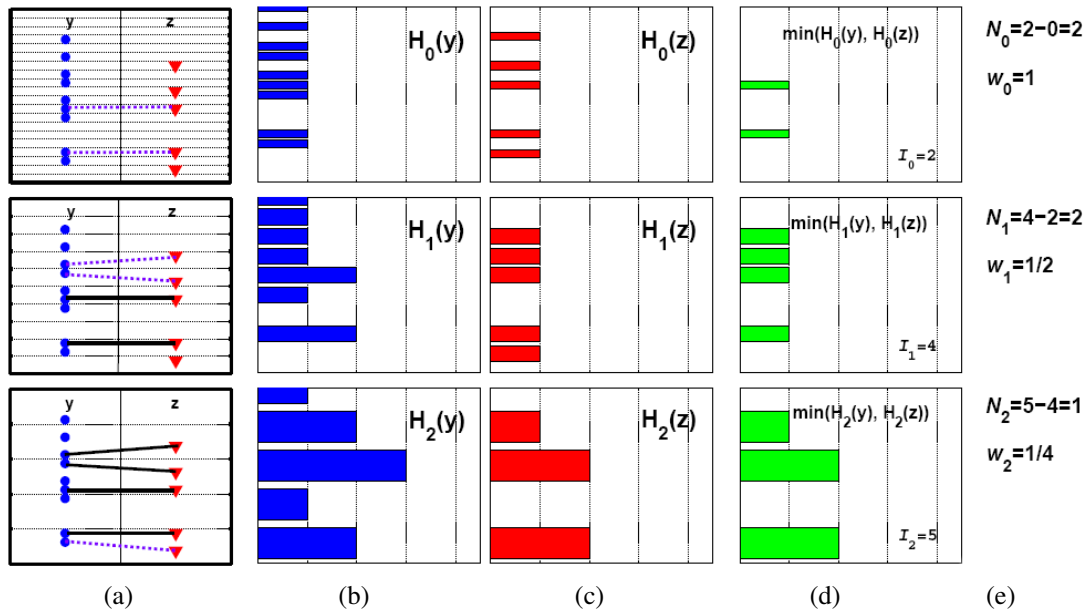 y z
H₀(y)
H₀(z)
min(H₀(y), H₀(z))
I₀=2
N₀=2−0=2
w₀=1
y z
H₁(y)
H₁(z)
min(H₁(y), H₁(z))
I₁=4
N₁=4−2=2
w₁=1/2
y z
H₂(y)
H₂(z)
min(H₂(y), H₂(z))
I₂=5
N₂=5−4=1
w₂=1/4
(a) (b) (c) (d) (e)